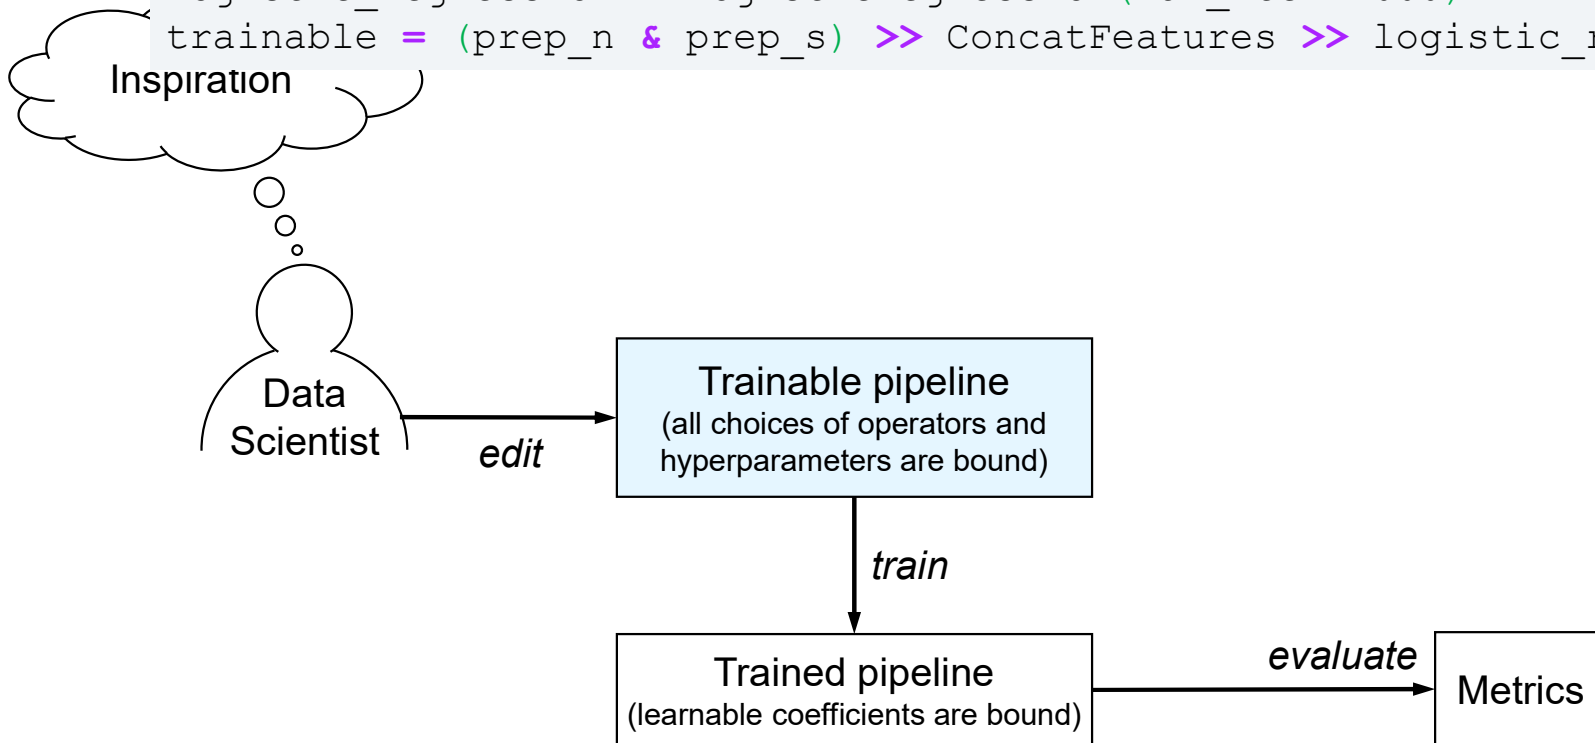 trainable = (prep_n & prep_s) >> ConcatFeatures >> logistic_
Inspiration
Data
Scientist
edit
Trainable pipeline
(all choices of operators and
hyperparameters are bound)
train
Trained pipeline
(learnable coefficients are bound)
evaluate
Metrics